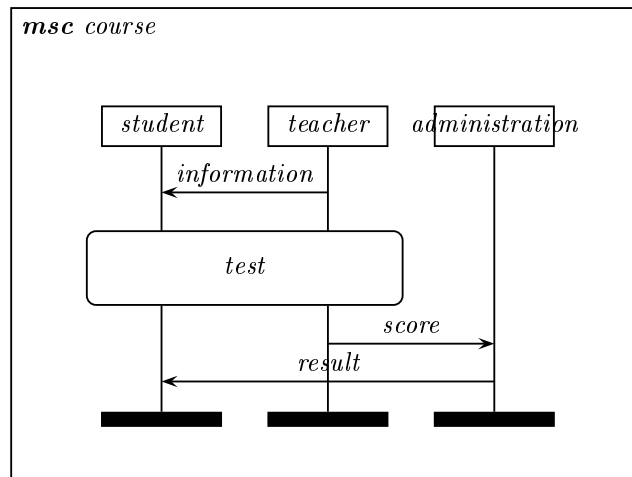 msc course
student
teacher
administration
information
test
score
result